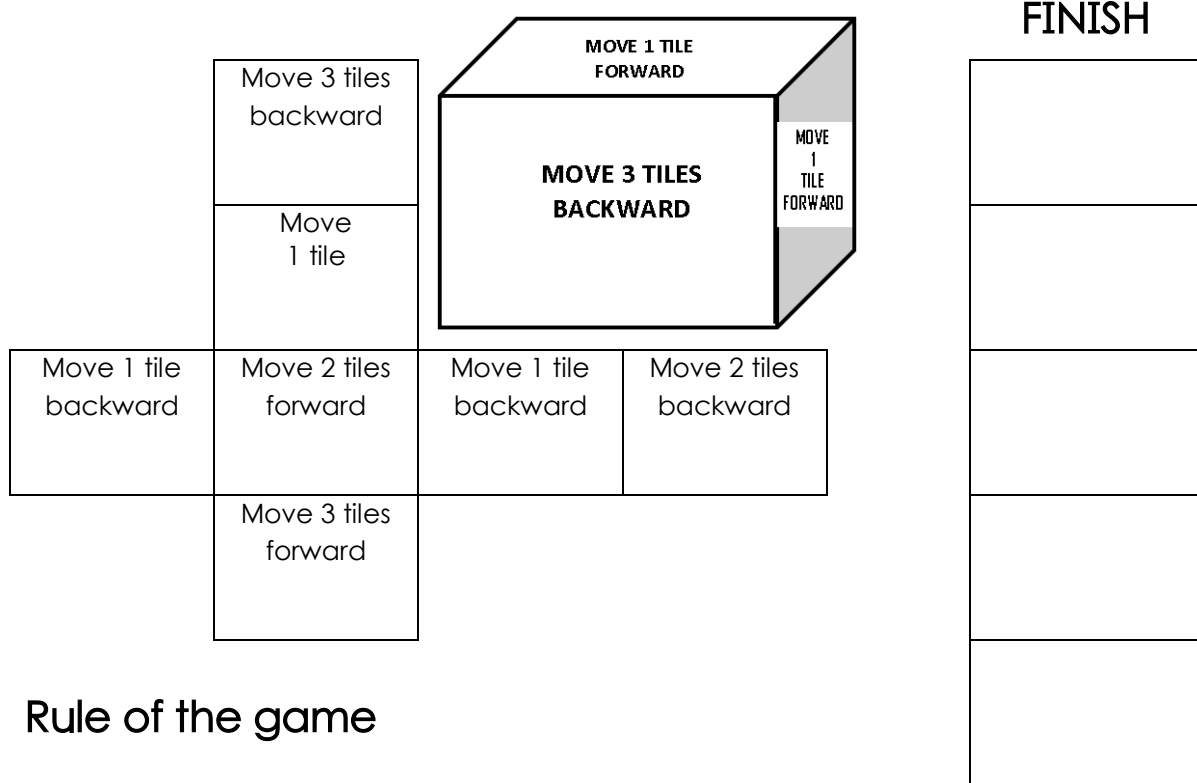 FINISH
MOVE 1 TILE
FORWARD
Move 3 tiles
backward
MOVE 3 TILES
BACKWARD
MOVE
1
TILE
FORWARD
Move
1 tile
Move 1 tile
backward
Move 2 tiles
forward
Move 1 tile
backward
Move 2 tiles
backward
Move 3 tiles
forward
Rule of the game